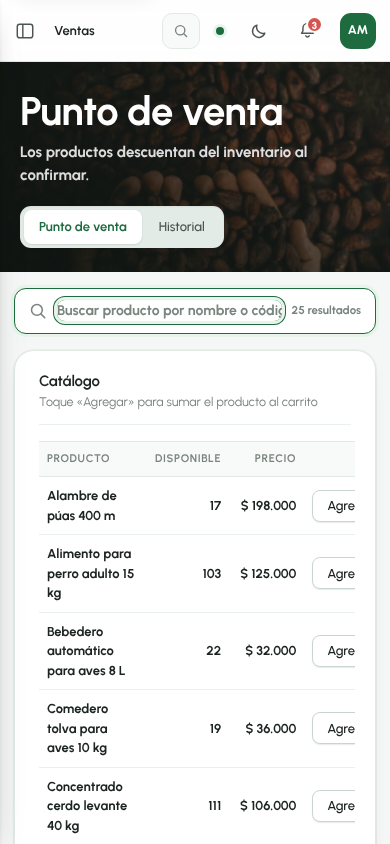 Ventas
3
AM
Punto de venta
Los productos descuentan del inventario al
confirmar.
Punto de venta
Historial
Buscar producto por nombre o códig
25 resultados
Catálogo
Toque «Agregar» para sumar el producto al carrito
PRODUCTO DISPONIBLE PRECIO
Alambre de
púas 400 m
17 $ 198.000 Agre
Alimento para
perro adulto 15
kg
103 $ 125.000 Agre
Bebedero
automático
para aves 8 L
22 $ 32.000 Agre
Comedero
tolva para
aves 10 kg
19 $ 36.000 Agre
Concentrado
cerdo levante
40 kg
111 $ 106.000 Agre